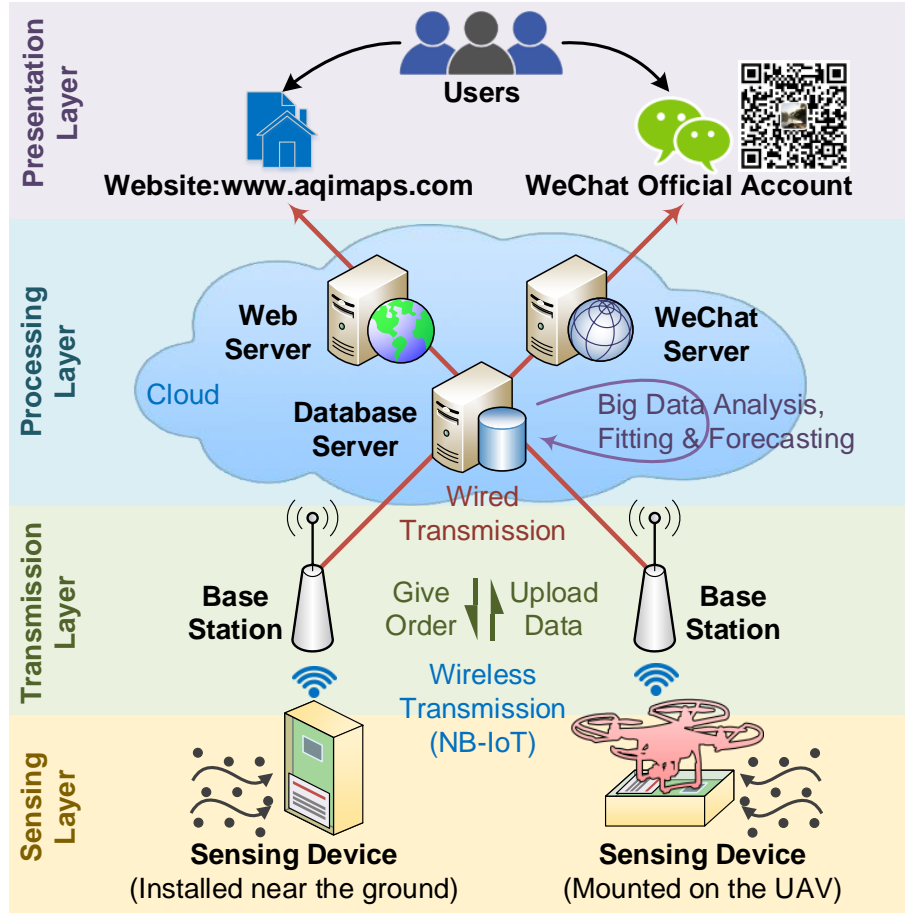 Presentation
Layer
Users
Website:www.aqimaps.com
WeChat Official Account
Processing
Layer
Web
Server
WeChat
Server
Cloud
Database
Server
Big Data Analysis,
Fitting & Forecasting
Wired
Transmission
Transmission
Layer
Base
Station
Give
Order
Upload
Data
Base
Station
Wireless
Transmission
(NB-IoT)
Sensing
Layer
Sensing Device
(Installed near the ground)
Sensing Device
(Mounted on the UAV)